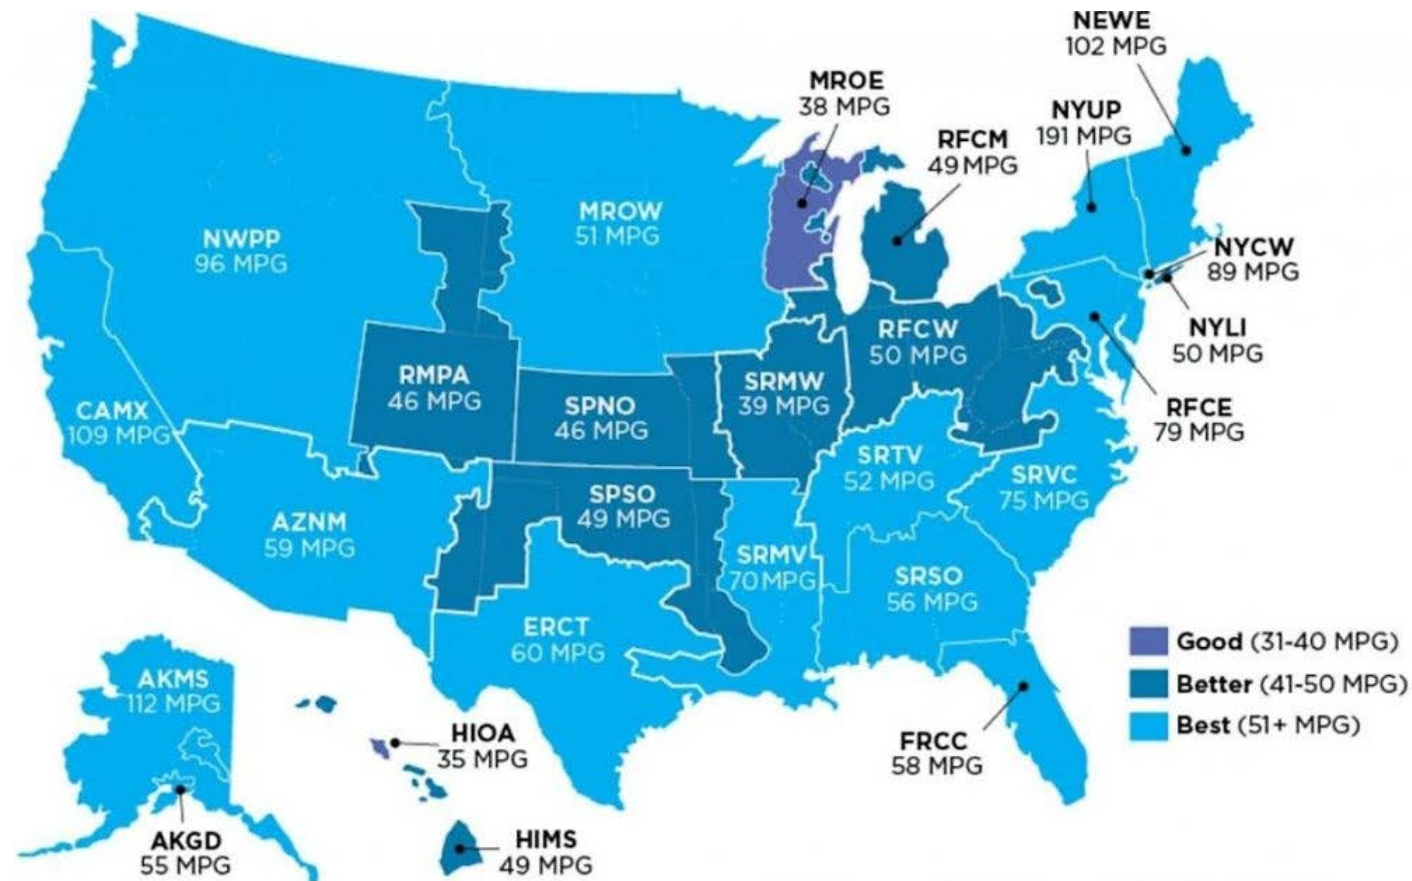 NEWE
102 MPG
MROE
38 MPG
NYUP
191 MPG
RFCM
49 MPG
MROW
51 MPG
NWPP
96 MPG
NYCW
89 MPG
NYLI
50 MPG
RFCW
50 MPG
RMPA
46 MPG
SRMW
39 MPG
SPNO
46 MPG
CAMX
109 MPG
RFCE
79 MPG
SRTV
52 MPG
SRVC
75 MPG
SPSO
49 MPG
AZNM
59 MPG
SRMV
70 MPG
SRSO
56 MPG
ERCT
60 MPG
Good (31-40 MPG)
Better (41-50 MPG)
Best (51+ MPG)
AKMS
112 MPG
HIOA
35 MPG
FRCC
58 MPG
AKGD
55 MPG
HIMS
49 MPG